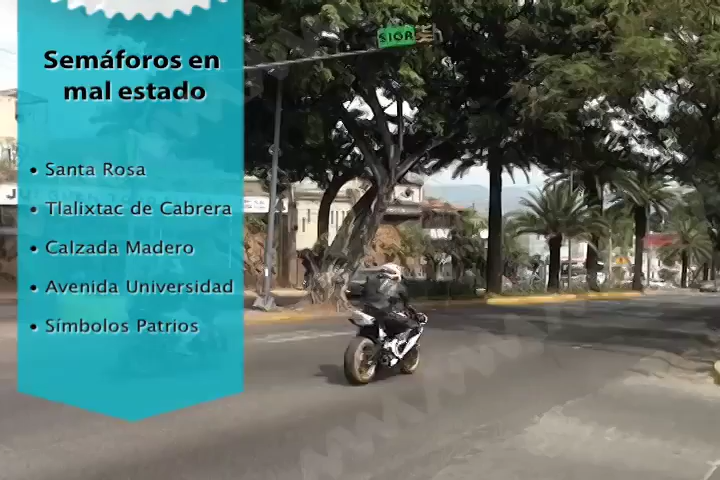 SIGA
Semáforos en
mal estado
• Santa Rosa
• Tlalixtac de Cabrera
• Calzada Madero
• Avenida Universidad
• Símbolos Patrios